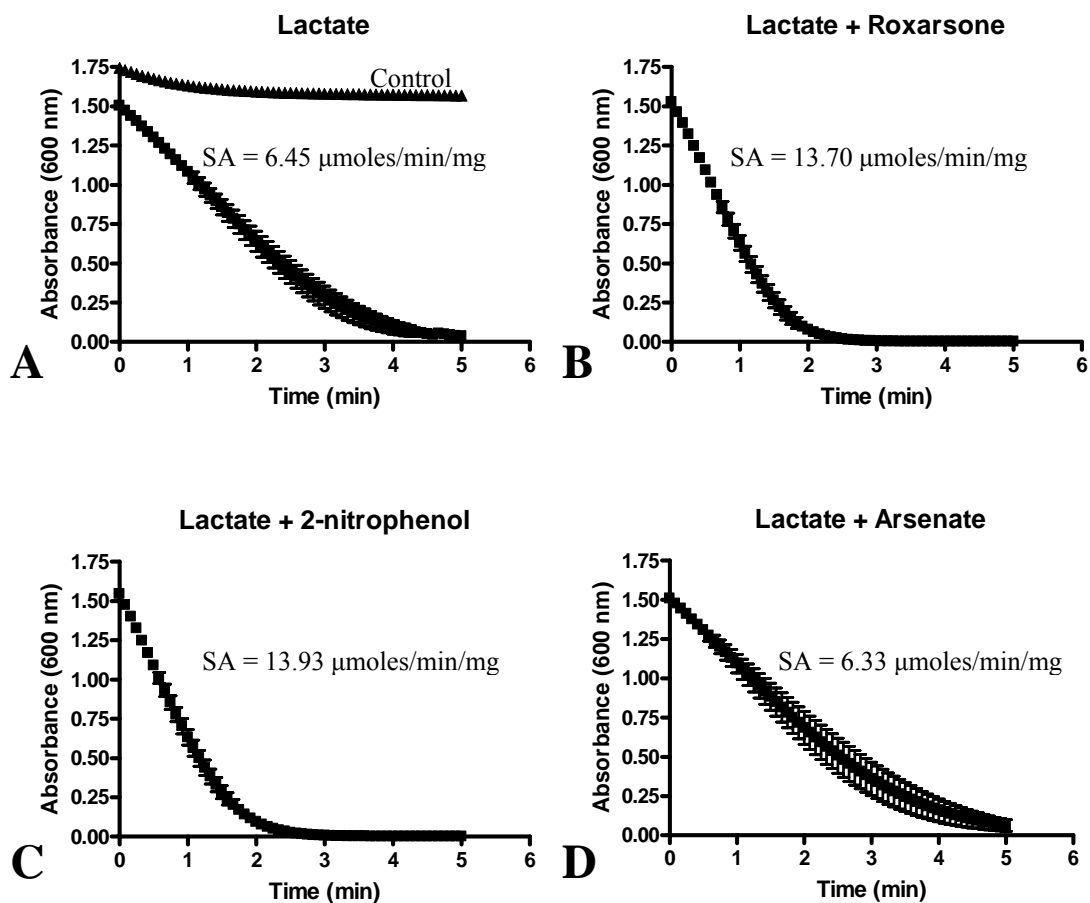 Lactate
Absorbance (600 nm)
1.75
1.50
1.25
1.00
0.75
0.50
0.25
0.00
Control
SA = 6.45 μmoles/min/mg
0 1 2 3 4 5 6
Time (min)
A
Lactate + Roxarsone
Absorbance (600 nm)
1.75
1.50
1.25
1.00
0.75
0.50
0.25
0.00
SA = 13.70 μmoles/min/mg
0 1 2 3 4 5 6
Time (min)
B
Lactate + 2-nitrophenol
Absorbance (600 nm)
1.75
1.50
1.25
1.00
0.75
0.50
0.25
0.00
SA = 13.93 μmoles/min/mg
0 1 2 3 4 5 6
Time (min)
C
Lactate + Arsenate
Absorbance (600 nm)
1.75
1.50
1.25
1.00
0.75
0.50
0.25
0.00
SA = 6.33 μmoles/min/mg
0 1 2 3 4 5 6
Time (min)
D